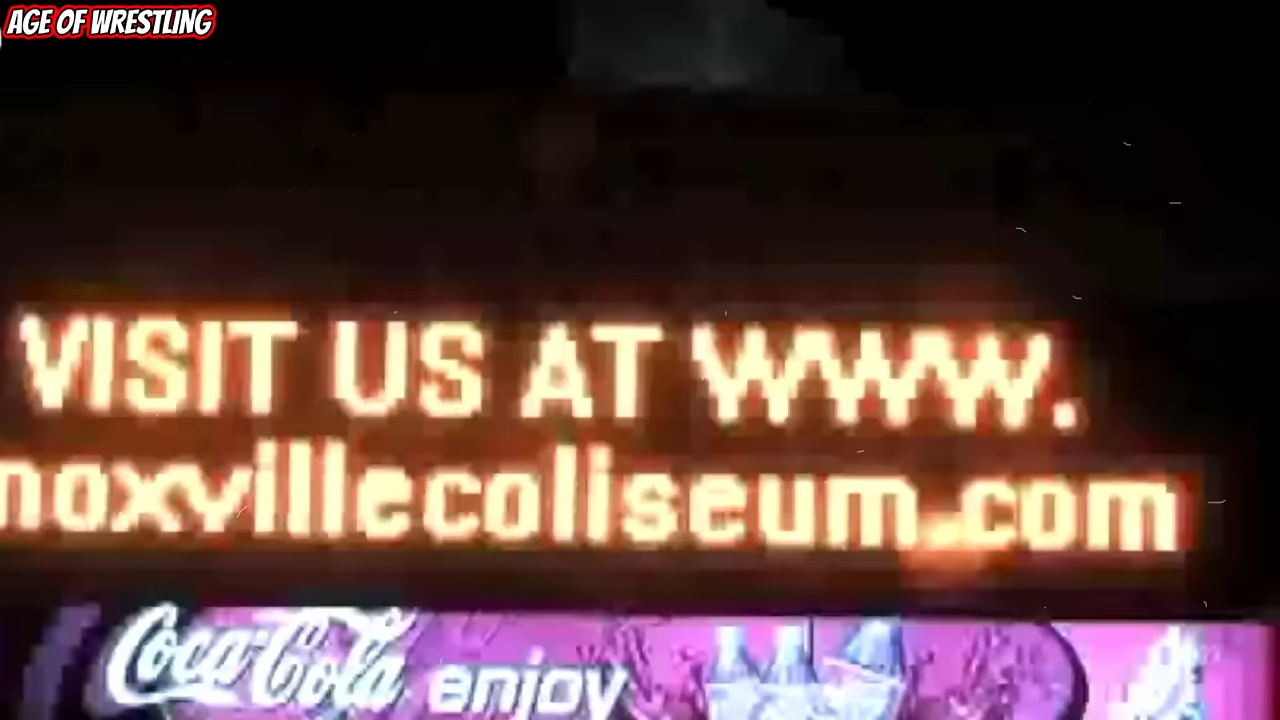 AGE OF WRESTLING
VISIT US AT WWW.
noxvillecoliseum.com
Coca-Cola enjoy